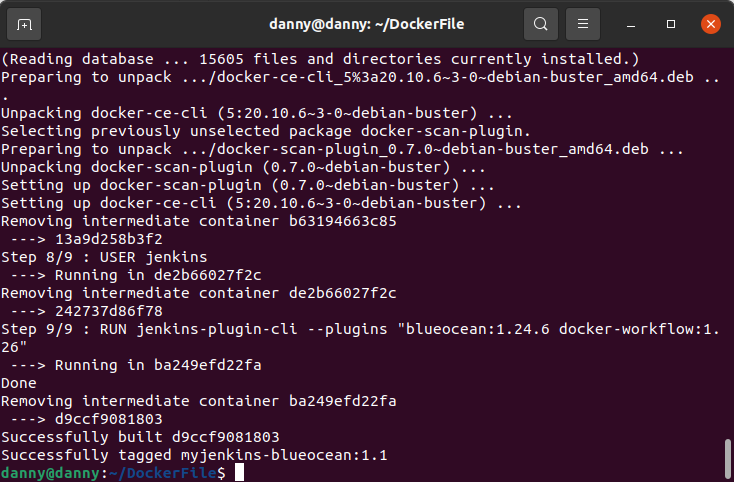 danny@danny: ~/DockerFile
(Reading database ... 15605 files and directories currently installed.)
Preparing to unpack .../docker-ce-cli_5%3a20.10.6~3-0~debian-buster_amd64.deb ..
.
Unpacking docker-ce-cli (5:20.10.6~3-0~debian-buster) ...
Selecting previously unselected package docker-scan-plugin.
Preparing to unpack .../docker-scan-plugin_0.7.0~debian-buster_amd64.deb ...
Unpacking docker-scan-plugin (0.7.0~debian-buster) ...
Setting up docker-scan-plugin (0.7.0~debian-buster) ...
Setting up docker-ce-cli (5:20.10.6~3-0~debian-buster) ...
Removing intermediate container b63194663c85
 ---> 13a9d258b3f2
Step 8/9 : USER jenkins
 ---> Running in de2b66027f2c
Removing intermediate container de2b66027f2c
 ---> 242737d86f78
Step 9/9 : RUN jenkins-plugin-cli --plugins "blueocean:1.24.6 docker-workflow:1.
26"
 ---> Running in ba249efd22fa
Done
Removing intermediate container ba249efd22fa
 ---> d9ccf9081803
Successfully built d9ccf9081803
Successfully tagged myjenkins-blueocean:1.1
danny@danny:~/DockerFile$